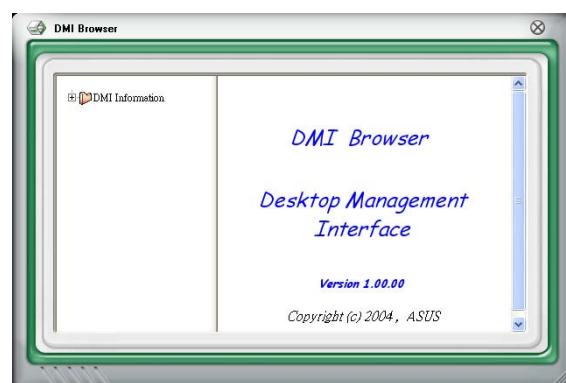 DMI Browser
DMI Information
DMI Browser
Desktop Management
Interface
Version 1.00.00
Copyright (c) 2004, ASUS